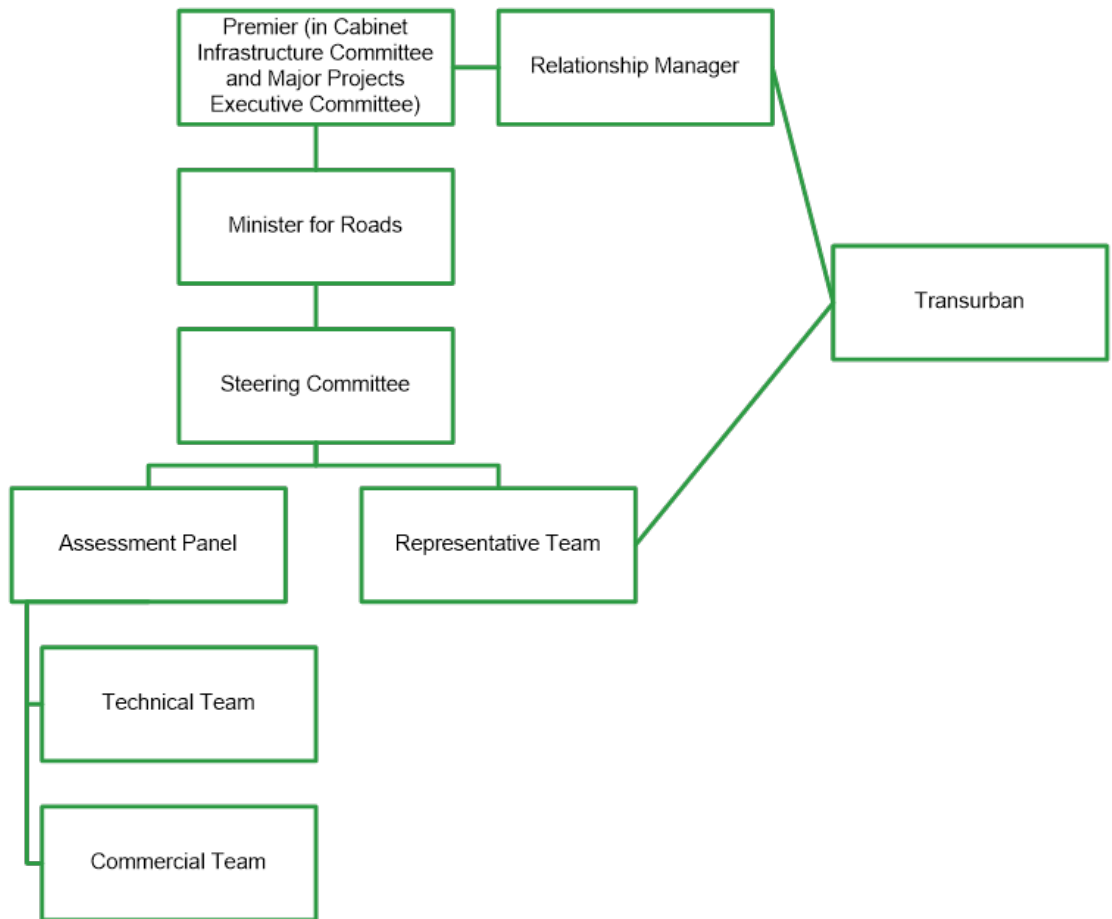 Premier (in Cabinet
Infrastructure Committee
and Major Projects
Executive Committee)
Relationship Manager
Minister for Roads
Transurban
Steering Committee
Assessment Panel
Representative Team
Technical Team
Commercial Team